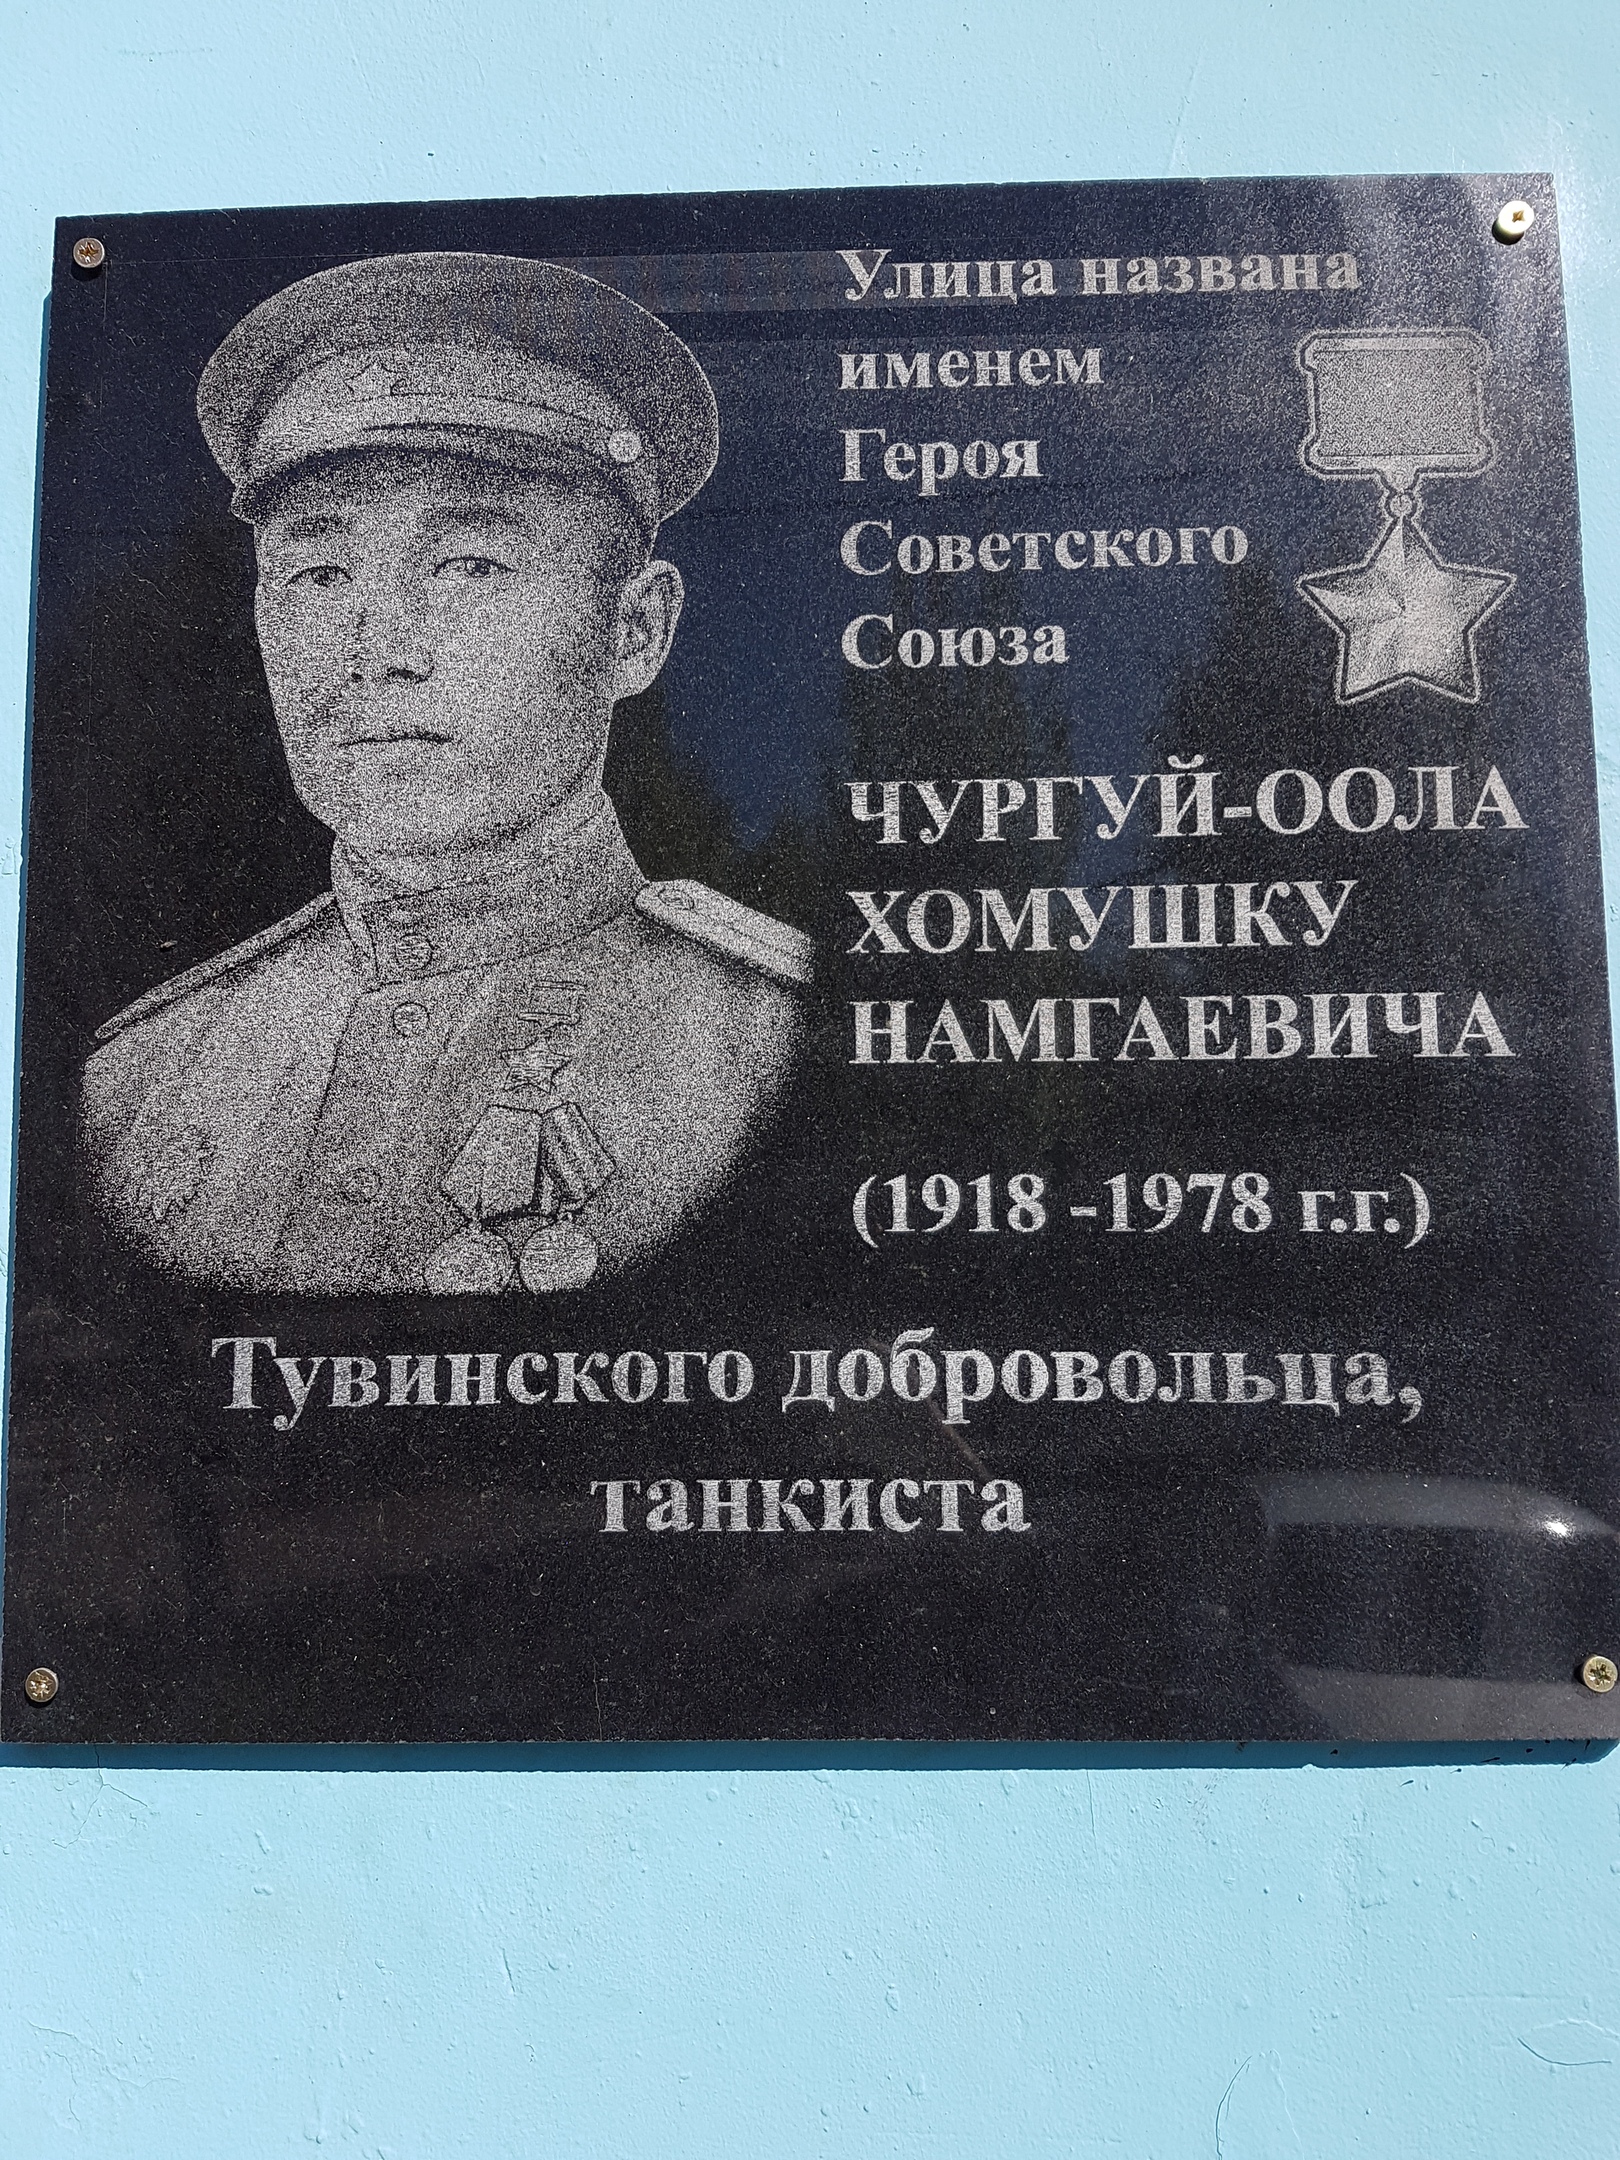 Улица названа
именем
Героя
Советского
Союза
ЧУРГУЙ-ООЛА
ХОМУШКУ
НАМГАЕВИЧА
(1918 -1978 г.г.)
Тувинского добровольца,
танкиста